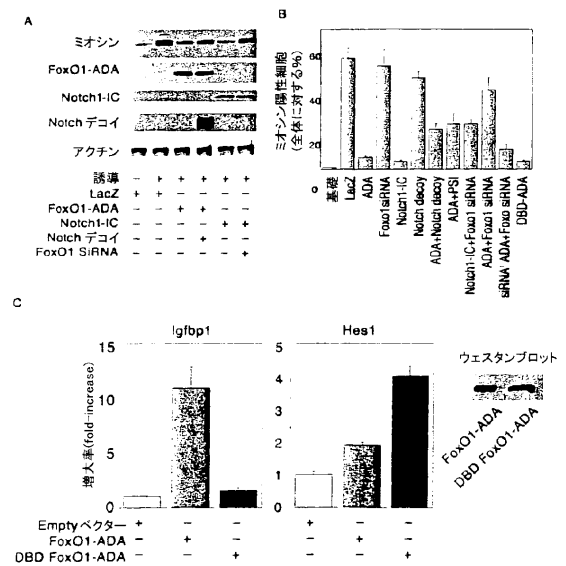 A
ミオシン
FoxO1-ADA
Notch1-IC
Notch デコイ
アクチン
誘導 - + + + + +
LacZ + + - - - -
FoxO1-ADA - - + + - -
Notch1-IC - - - - + +
Notch デコイ - - - + - -
FoxO1 SiRNA - - - - - +
B
ミオシン陽性細胞
(全体に対する%)
60
40
20
0
基礎
LacZ
ADA
Foxo1siRNA
Notch1-IC
Notch decoy
ADA+Notch decoy
ADA+PSI
Notch1-IC+Foxo1 siRNA
ADA+Foxo1 siRNA
siRNA ADA+Foxo siRNA
DBD-ADA
C
Igfbp1
増大率(fold-increase)
15
10
5
0
Hes1
5
4
3
2
1
0
Emptyベクター + - - + - -
FoxO1-ADA - + - - + -
DBD FoxO1-ADA - - + - - +
ウェスタンブロット
FoxO1-ADA
DBD FoxO1-ADA